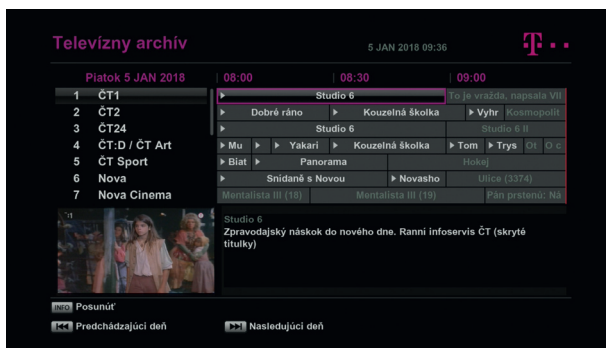 Televízny archív
5 JAN 2018 09:36
T
Piatok 5 JAN 2018 08:00 08:30 09:00
1 ČT1 Studio 6 To je vražda, napsala VII
2 ČT2 Dobré ráno Kouzelná školka Vyhr Kosmopolit
3 ČT24 Studio 6 Studio 6 II
4 ČT:D / ČT Art Mu Yakari Kouzelná školka Tom Trys Ot O c
5 ČT Sport Biat Panorama Hokej
6 Nova Snídaně s Novou Novasho Ulice (3374)
7 Nova Cinema Mentalista III (18) Mentalista III (19) Pán prstenů: Ná
Studio 6
Zpravodajský náskok do nového dne. Ranní infoservis ČT (skryté
titulky)
INFO Posunúť
Predchádzajúci deň Nasledujúci deň